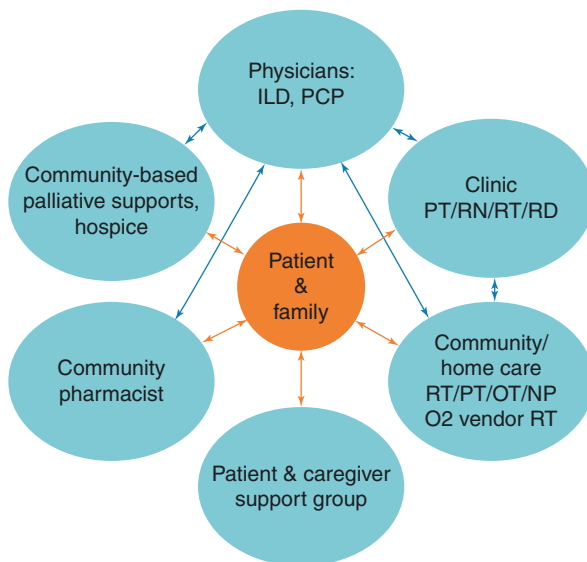 Physicians:
ILD, PCP
Community-based
palliative supports,
hospice
Clinic
PT/RN/RT/RD
Patient
&
family
Community
pharmacist
Community/
home care
RT/PT/OT/NP
O2 vendor RT
Patient & caregiver
support group